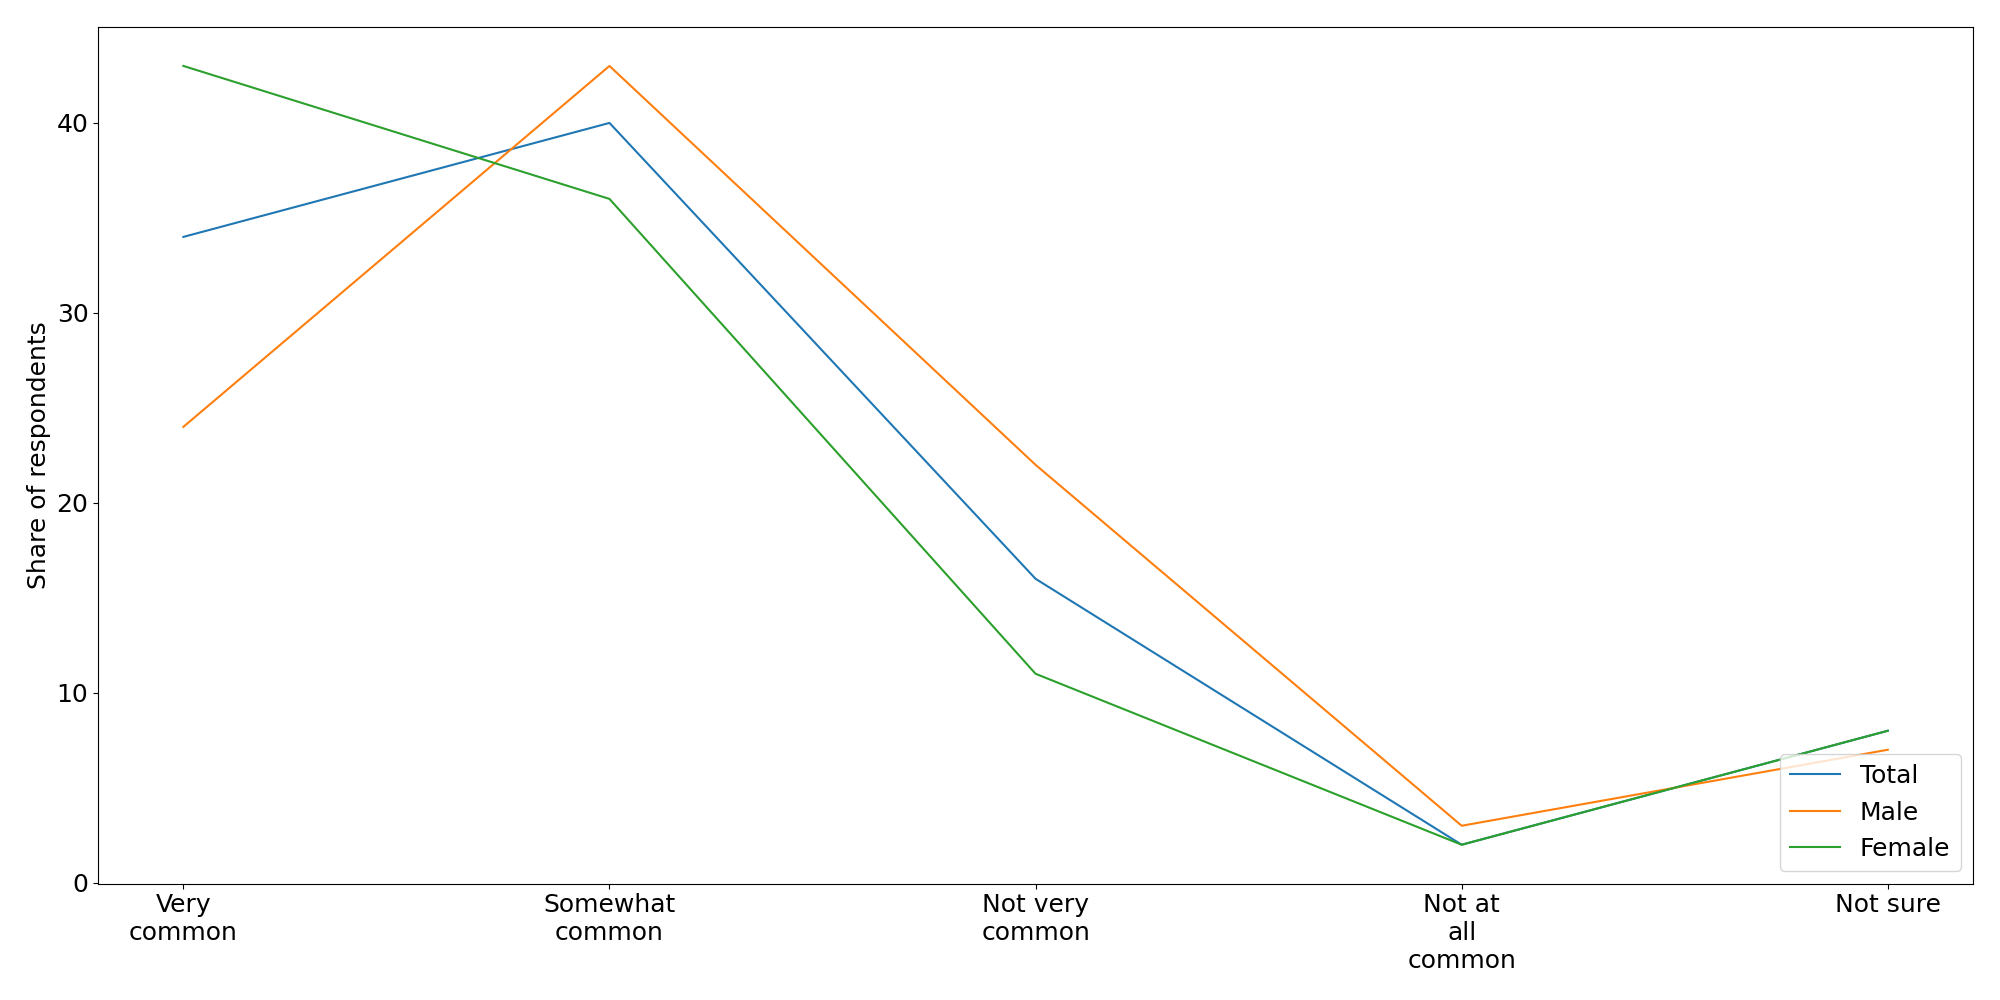 Share of respondents
40
30
20
10
0
Very
common
Somewhat
common
Not very
common
Not at
all
common
Not sure
Total
Male
Female